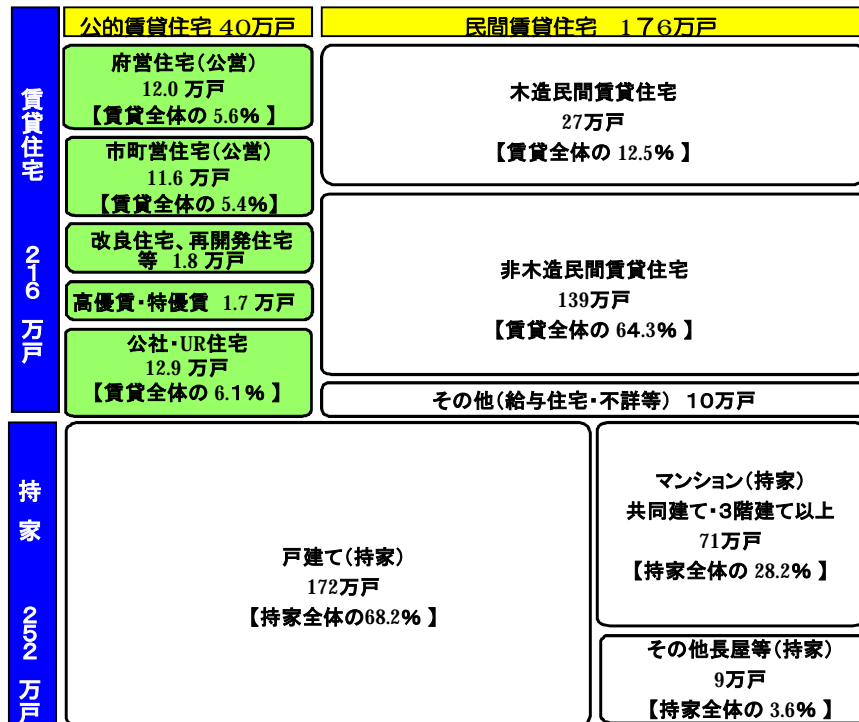 公的賃貸住宅 40万戸
民間賃貸住宅 176万戸
賃貸住宅 216万戸
府営住宅(公営)
12.0 万戸
【賃貸全体の 5.6% 】
市町営住宅(公営)
11.6 万戸
【賃貸全体の 5.4%】
改良住宅、再開発住宅
等 1.8 万戸
高優賃・特優賃 1.7 万戸
公社・UR住宅
12.9 万戸
【賃貸全体の 6.1% 】
木造民間賃貸住宅
27万戸
【賃貸全体の 12.5% 】
非木造民間賃貸住宅
139万戸
【賃貸全体の 64.3% 】
その他(給与住宅・不詳等) 10万戸
持家 252万戸
戸建て(持家)
172万戸
【持家全体の68.2% 】
マンション(持家)
共同建て・3階建て以上
71万戸
【持家全体の 28.2% 】
その他長屋等(持家)
9万戸
【持家全体の 3.6% 】